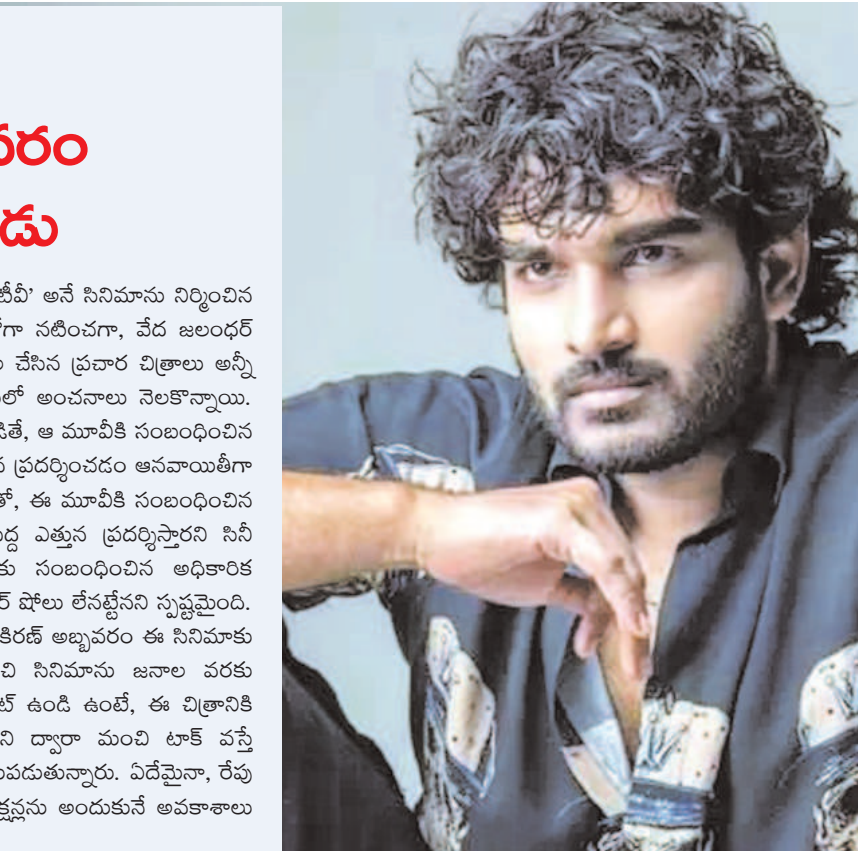 వరం
డు
టీవీ’ అనే సినిమాను నిర్మించిన
గా నటించగా, వేద జలంధర్
చేసిన ప్రచార చిత్రాలు అన్నీ
లో అంచనాలు నెలకొన్నాయి.
డితే, ఆ మూవీకి సంబంధించిన
ప్రదర్శించడం ఆనవాయితీగా
తో, ఈ మూవీకి సంబంధించిన
పెద్ద ఎత్తున ప్రదర్శిస్తారని సినీ
కు సంబంధించిన అధికారిక
షోలు లేనట్టేనని స్పష్టమైంది.
కిరణ్ అబ్బవరం ఈ సినిమాకు
చి సినిమాను జనాల వరకు
ఉండి ఉంటే, ఈ చిత్రానికి
ని ద్వారా మంచి టాక్ వస్తే
పడుతున్నారు. ఏదేమైనా, రేపు
క్షన్లను అందుకునే అవకాశాలు